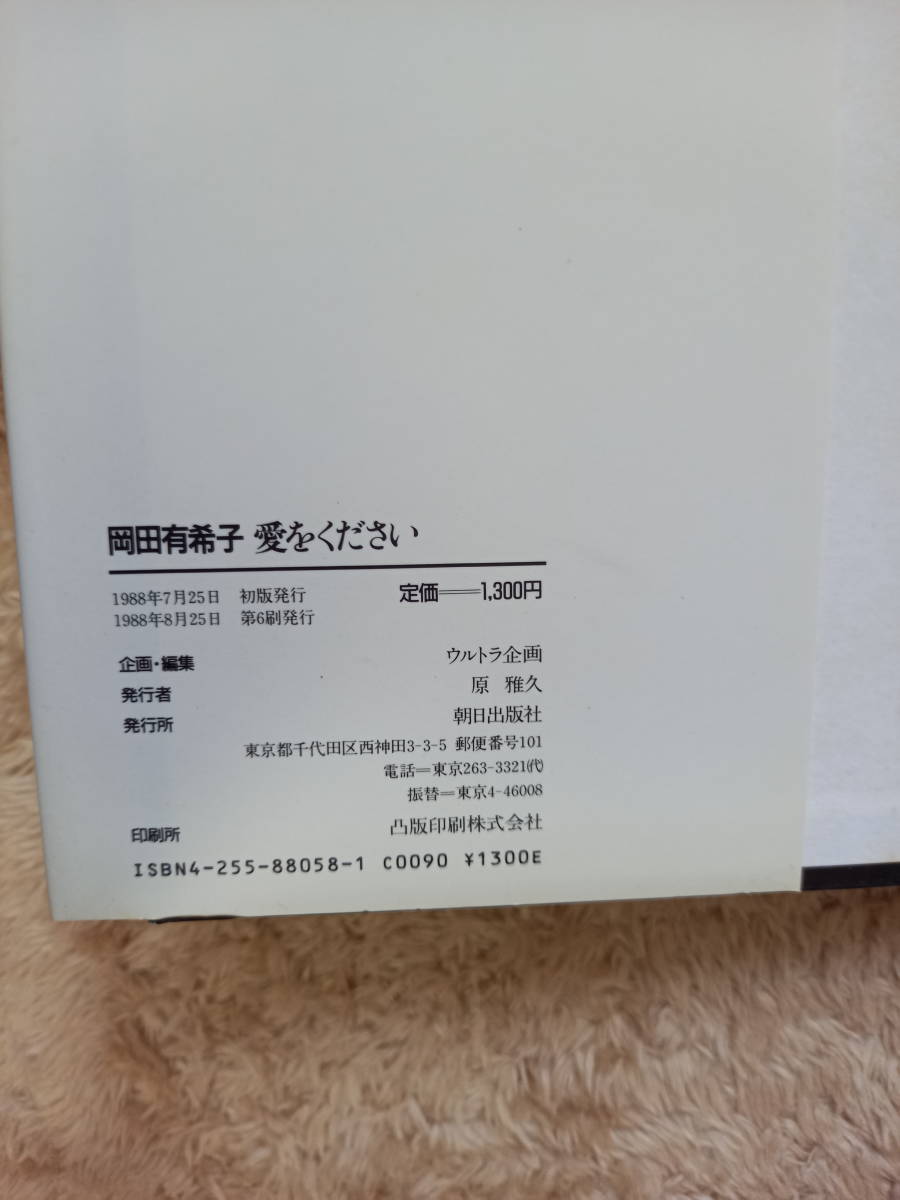 岡田有希子 愛をください
1988年7月25日 初版発行 定価══1,300円
1988年8月25日 第6刷発行
企画・編集 ウルトラ企画
発行者 原 雅久
発行所 朝日出版社
東京都千代田区西神田3-3-5 郵便番号101
電話＝東京263-3321㈹
振替＝東京4-46008
印刷所 凸版印刷株式会社
ISBN4-255-88058-1 C0090 ¥1300E